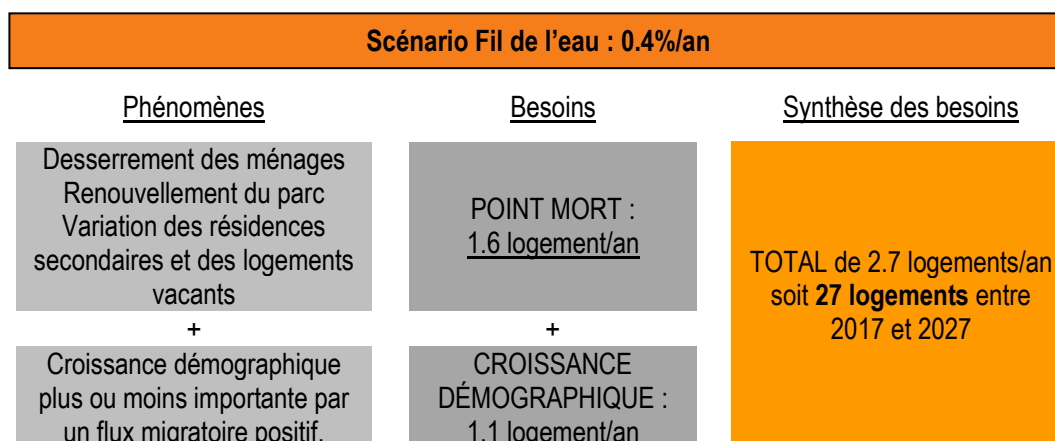 Scénario Fil de l'eau : 0.4%/an
Phénomènes
Besoins
Synthèse des besoins
Desserrement des ménages
Renouvellement du parc
Variation des résidences
secondaires et des logements
vacants
POINT MORT :
1.6 logement/an
TOTAL de 2.7 logements/an
soit 27 logements entre
2017 et 2027
+
+
Croissance démographique
plus ou moins importante par
un flux migratoire positif.
CROISSANCE
DÉMOGRAPHIQUE :
1.1 logement/an